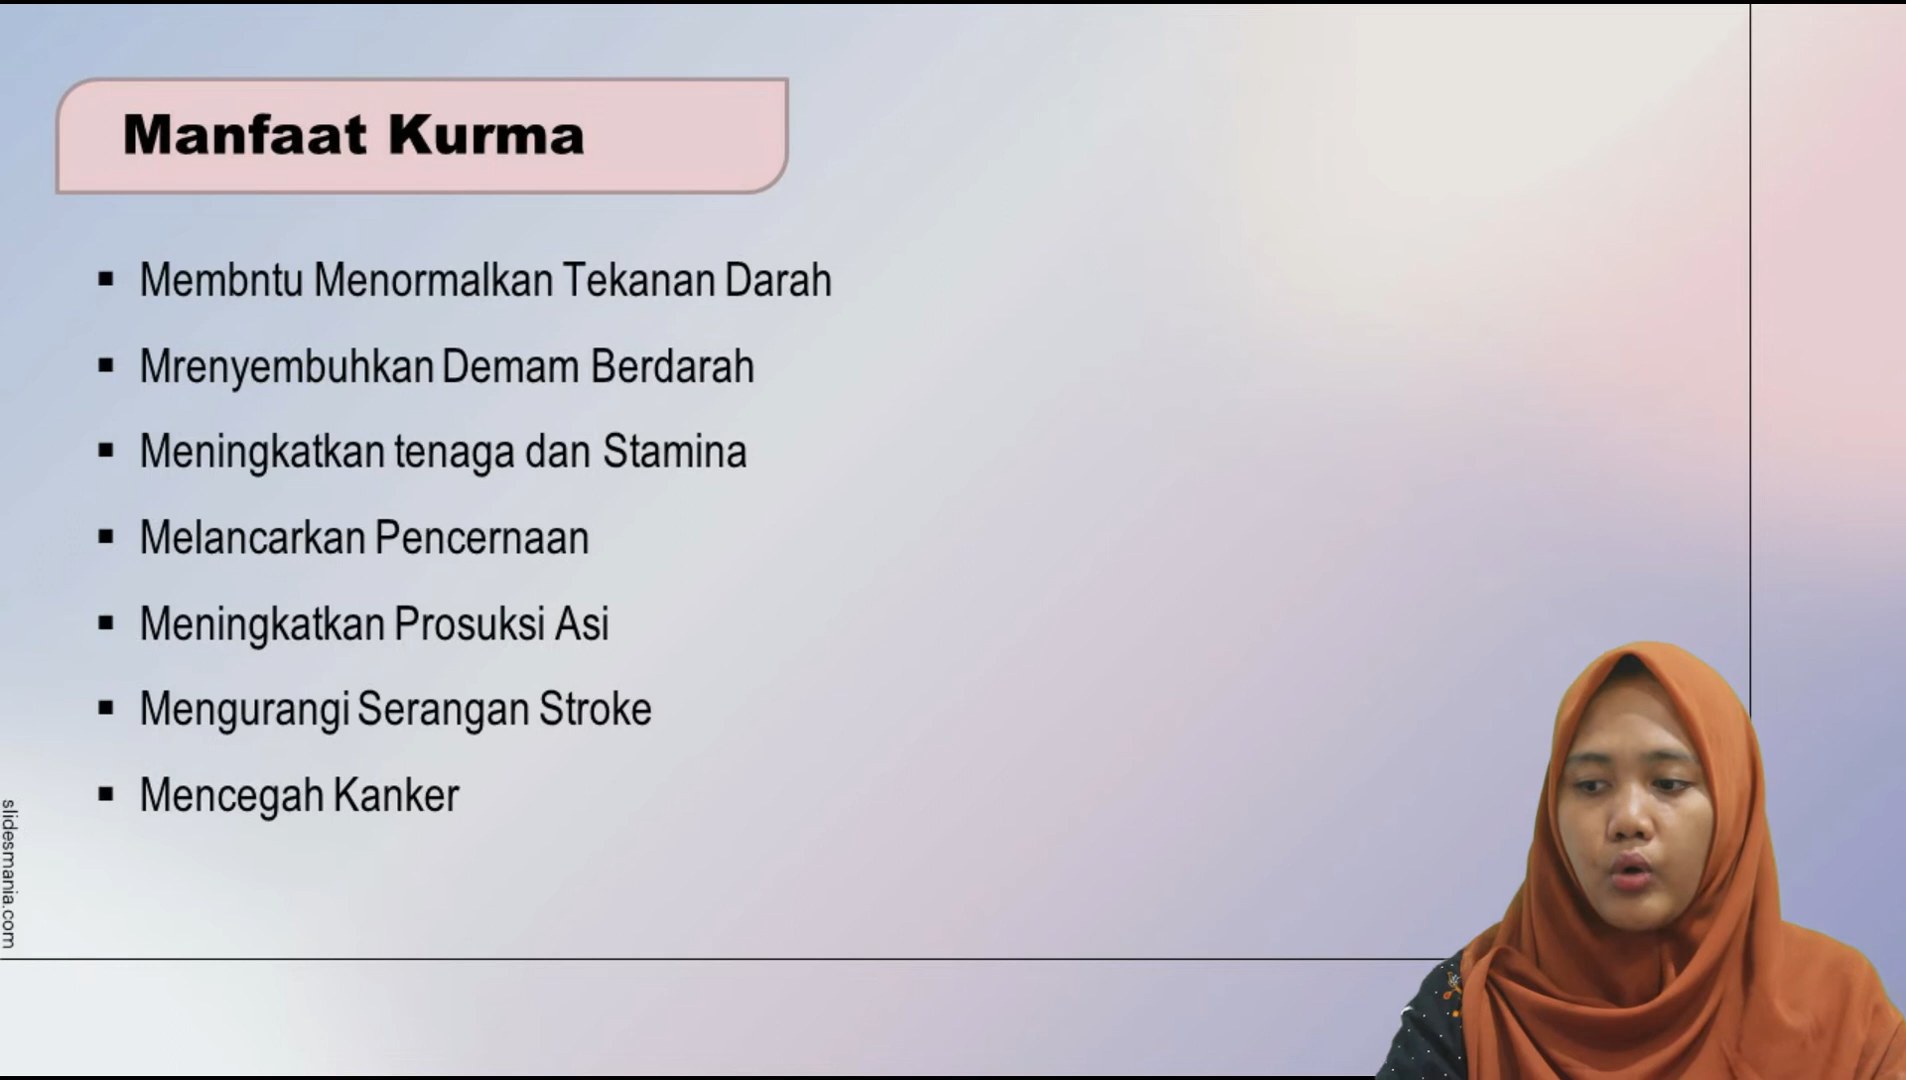 Manfaat Kurma
▪ Membntu Menormalkan Tekanan Darah
▪ Mrenyembuhkan Demam Berdarah
▪ Meningkatkan tenaga dan Stamina
▪ Melancarkan Pencernaan
▪ Meningkatkan Prosuksi Asi
▪ Mengurangi Serangan Stroke
▪ Mencegah Kanker
slidesmania.com